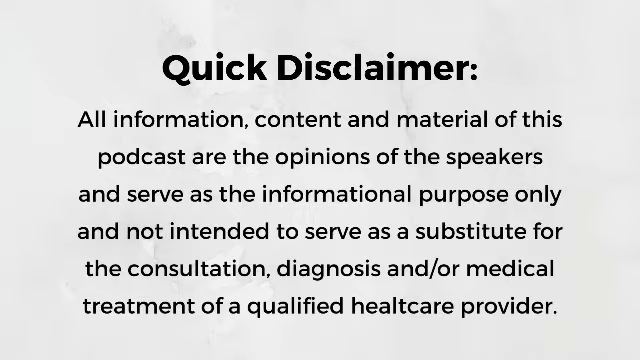 Quick Disclaimer:
All information, content and material of this
podcast are the opinions of the speakers
and serve as the informational purpose only
and not intended to serve as a substitute for
the consultation, diagnosis and/or medical
treatment of a qualified healtcare provider.